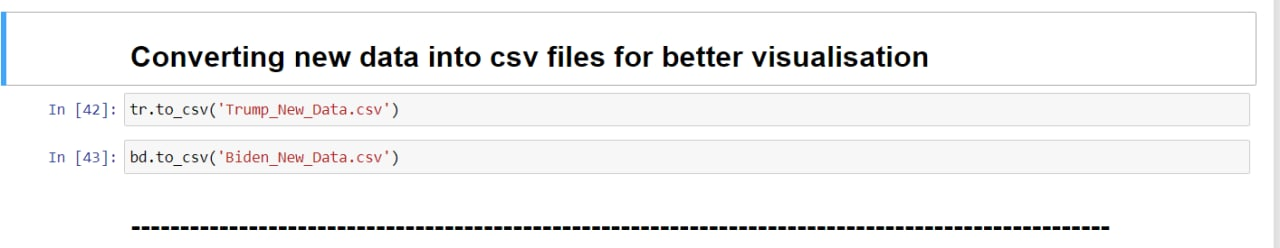 Converting new data into csv files for better visualisation
In [42]: tr.to_csv('Trump_New_Data.csv')
In [43]: bd.to_csv('Biden_New_Data.csv')
----------------------------------------------------------------------------------------------------